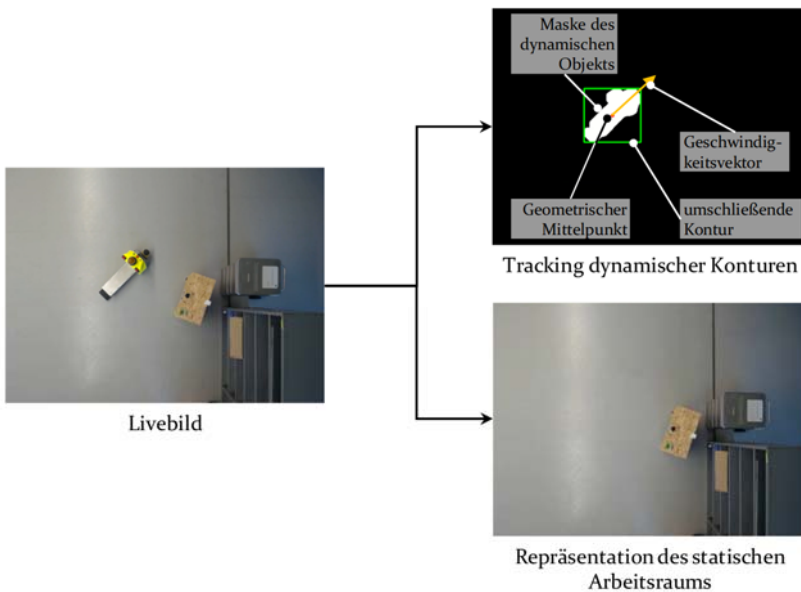 Maske des
dynamischen
Objekts
Geschwindig-
keitsvektor
Geometrischer
Mittelpunkt
umschließende
Kontur
Tracking dynamischer Konturen
Livebild
Repräsentation des statischen
Arbeitsraums